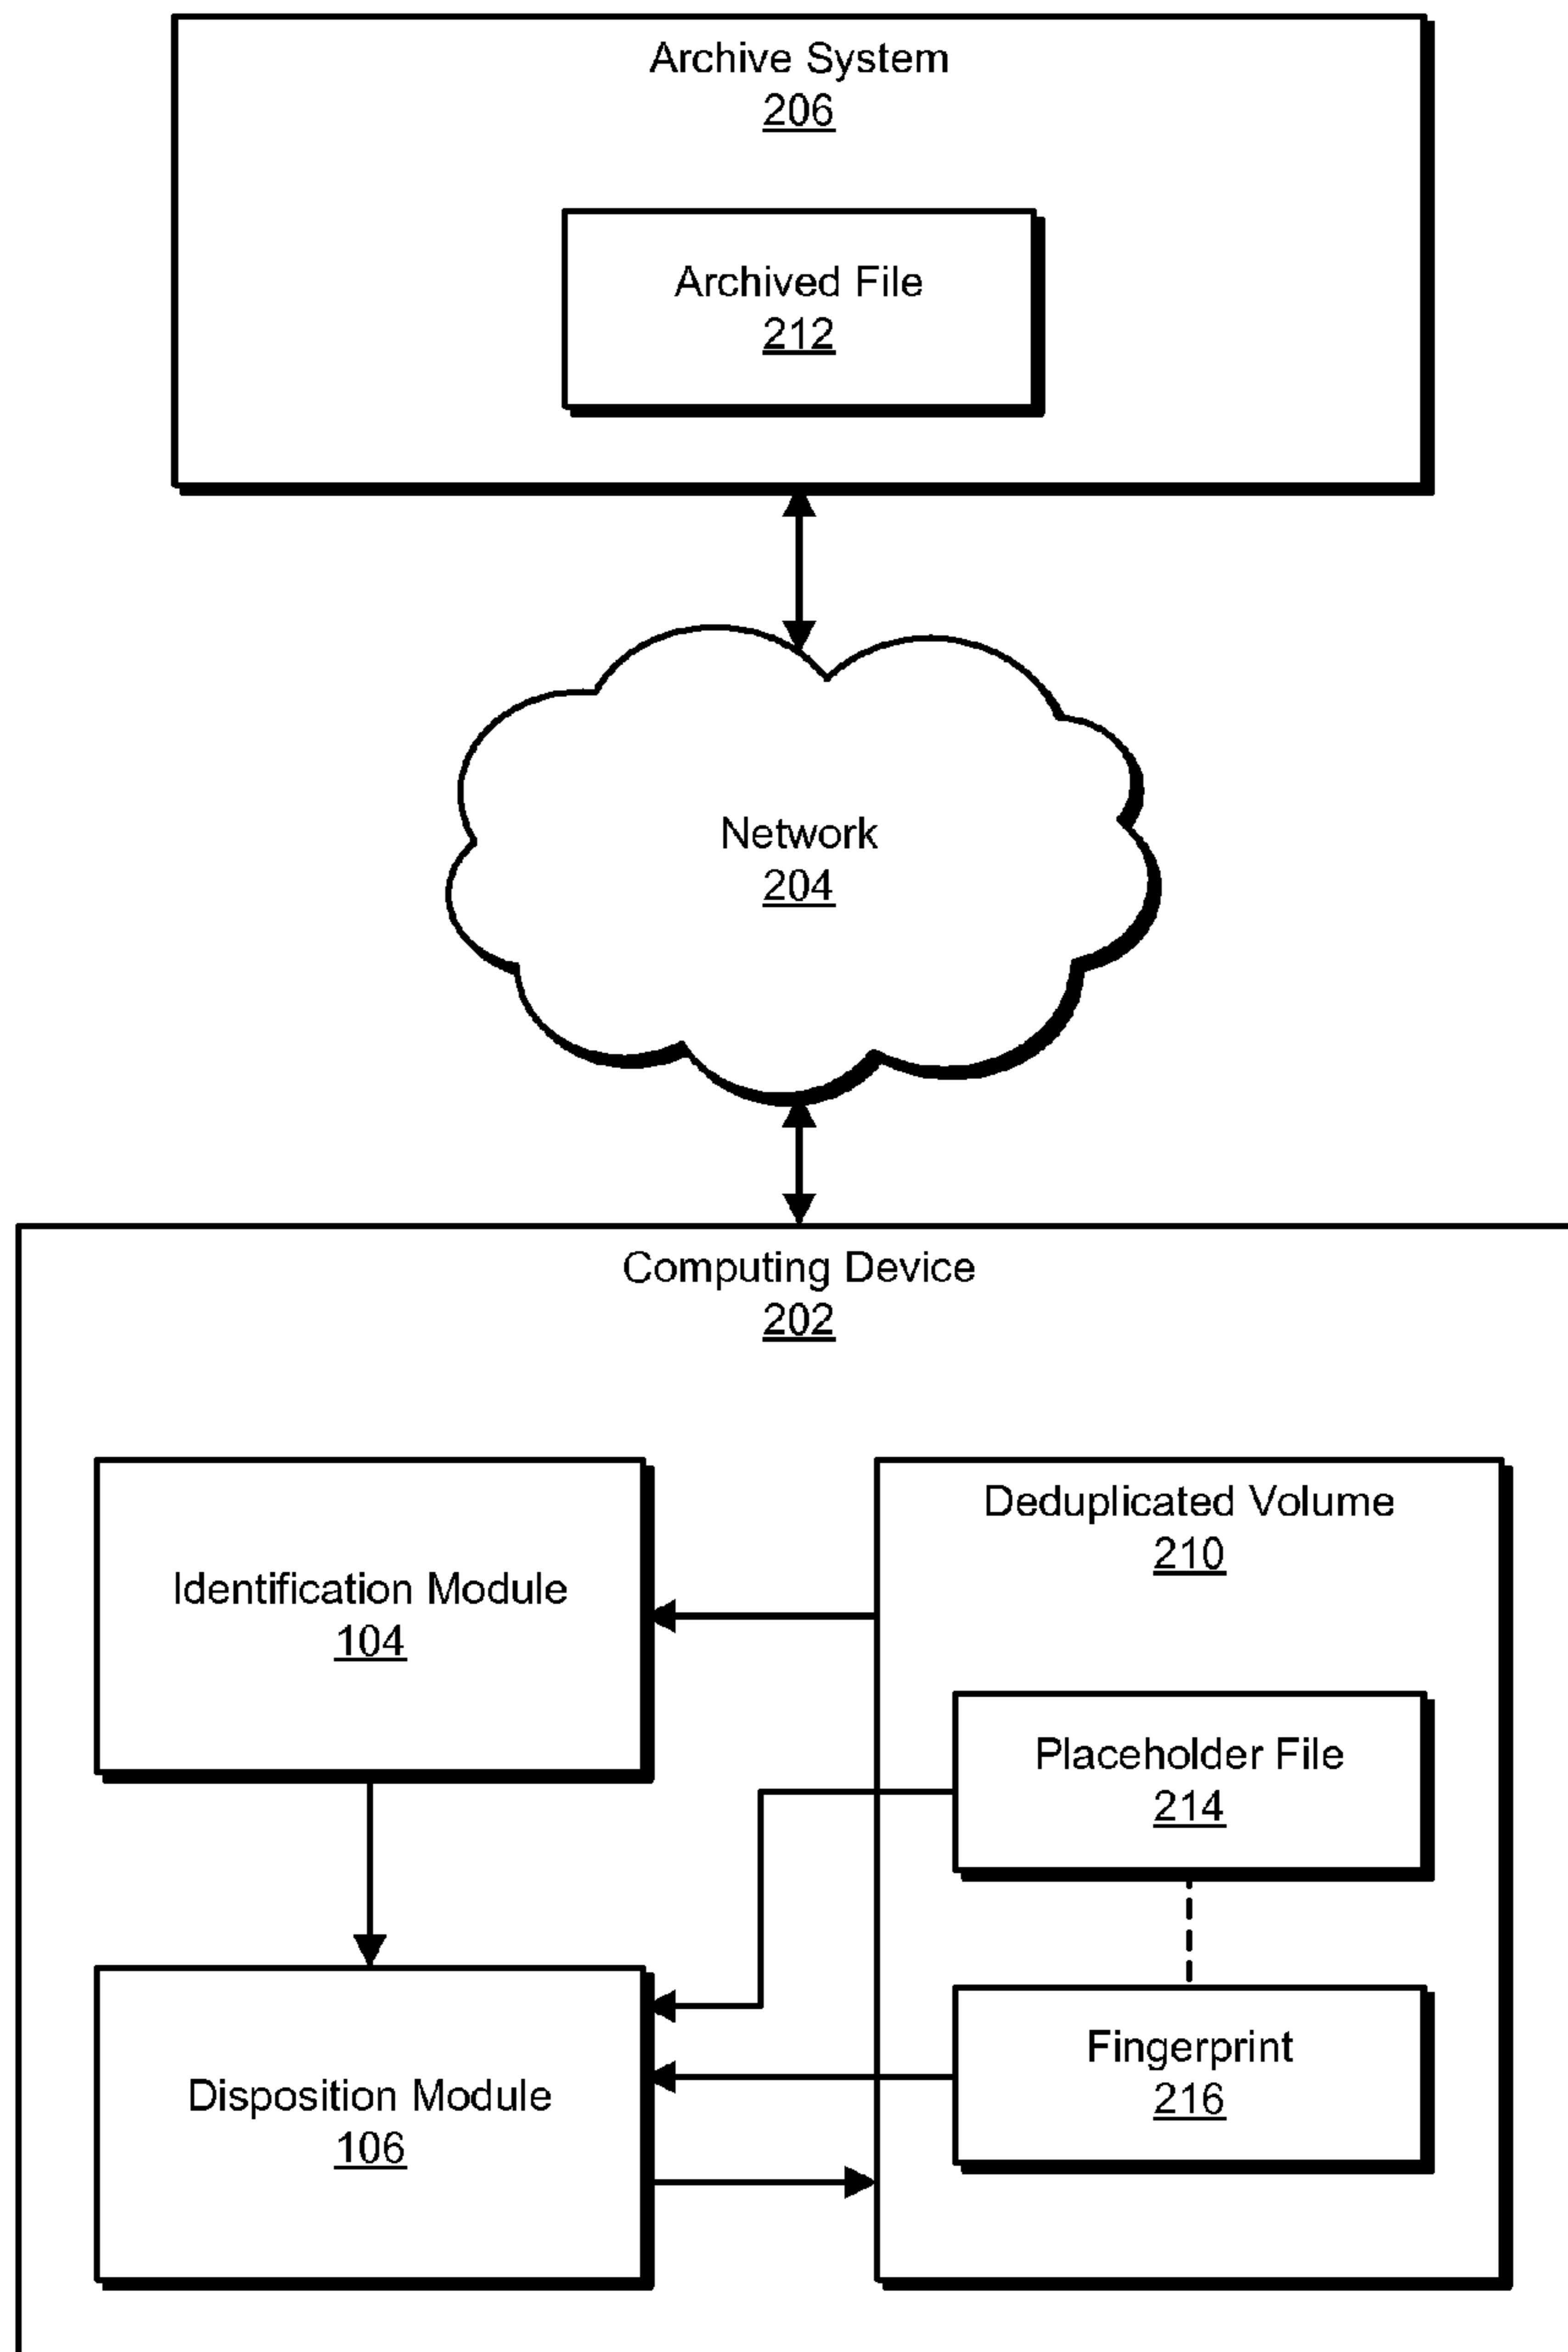 Archive System
206
Archived File
212
Network
204
Computing Device
202
Identification Module
104
Deduplicated Volume
210
Placeholder File
214
Disposition Module
106
Fingerprint
216